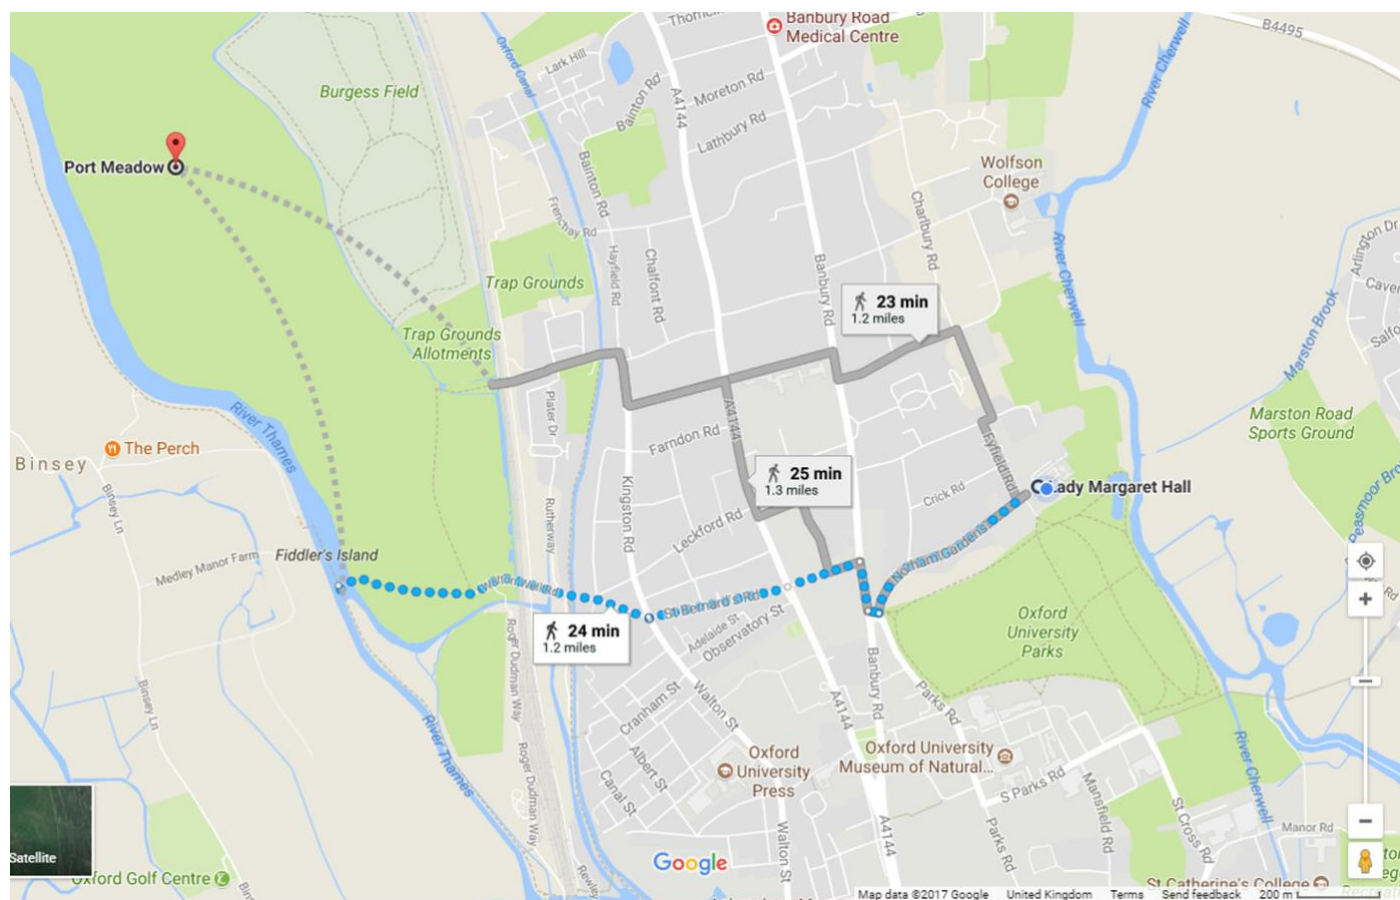 Banbury Road
Medical Centre
B4495
Oxford Canal
Lark Hill
Bainton Rd
A4144
Moreton Rd
Lathbury Rd
River Cherwell
Burgess Field
Port Meadow
Wolfson
College
Bainton Rd
Frenchay Rd
Hayfield Rd
Chalfont Rd
Banbury Rd
Charlbury Rd
River Cherwell
Arlington Dr
Marston Brook
Trap Grounds
23 min
1.2 miles
Trap Grounds
Allotments
River Thames
The Perch
Binsey
Binsey Ln
Plater Dr
Farndon Rd
A4144
Fyfield Rd
Marston Road
Sports Ground
25 min
1.3 miles
Lady Margaret Hall
Crick Rd
Kingston Rd
Leckford Rd
Rutherway
Medley Manor Farm
Fiddler's Island
Norham Gardens
St Bernard's Rd
Adelaide St
Observatory St
24 min
1.2 miles
Oxford
University
Parks
Roger Dudman Way
Binsey Ln
Banbury Rd
Parks Rd
Cranham St
Walton St
A4144
River Thames
Albert St
Canal St
Roger Dudman Way
Oxford
University
Press
Oxford University
Museum of Natural...
S Parks Rd
Mansfield Rd
St Cross Rd
River Cherwell
Manor Rd
Parks Rd
A4144
Walton St
Satellite
Google
Oxford Golf Centre
St Catherine's College
Map data ©2017 Google United Kingdom Terms Send feedback 200 m